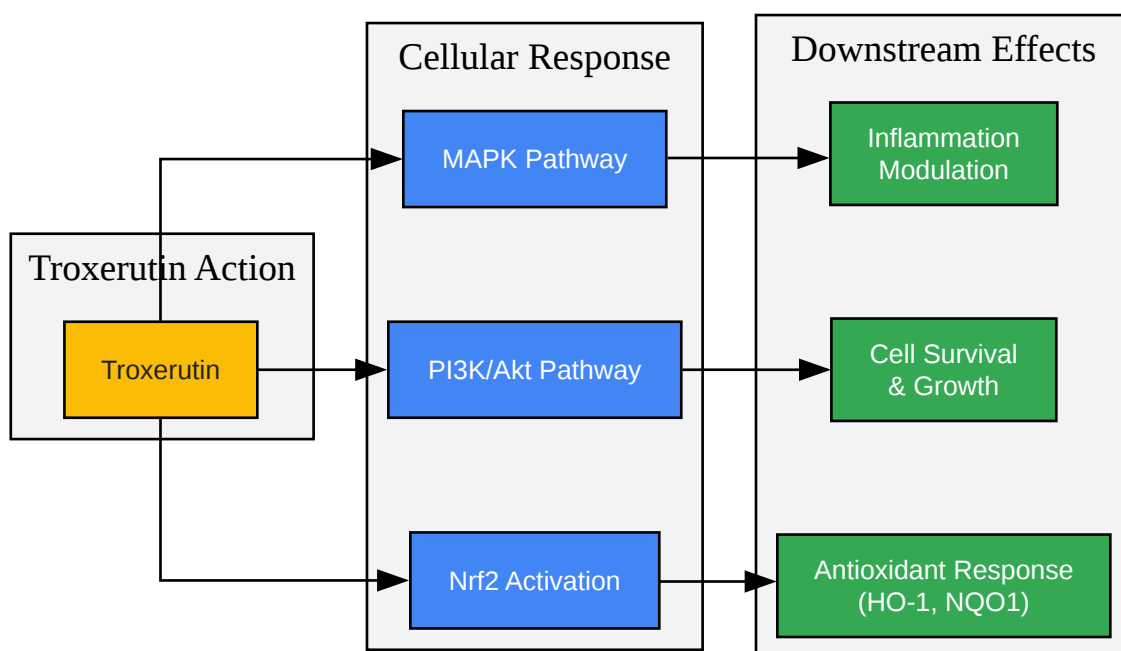 Cellular Response
Downstream Effects
MAPK Pathway
Inflammation
Modulation
Troxerutin Action
Troxerutin
PI3K/Akt Pathway
Cell Survival
& Growth
Nrf2 Activation
Antioxidant Response
(HO-1, NQO1)